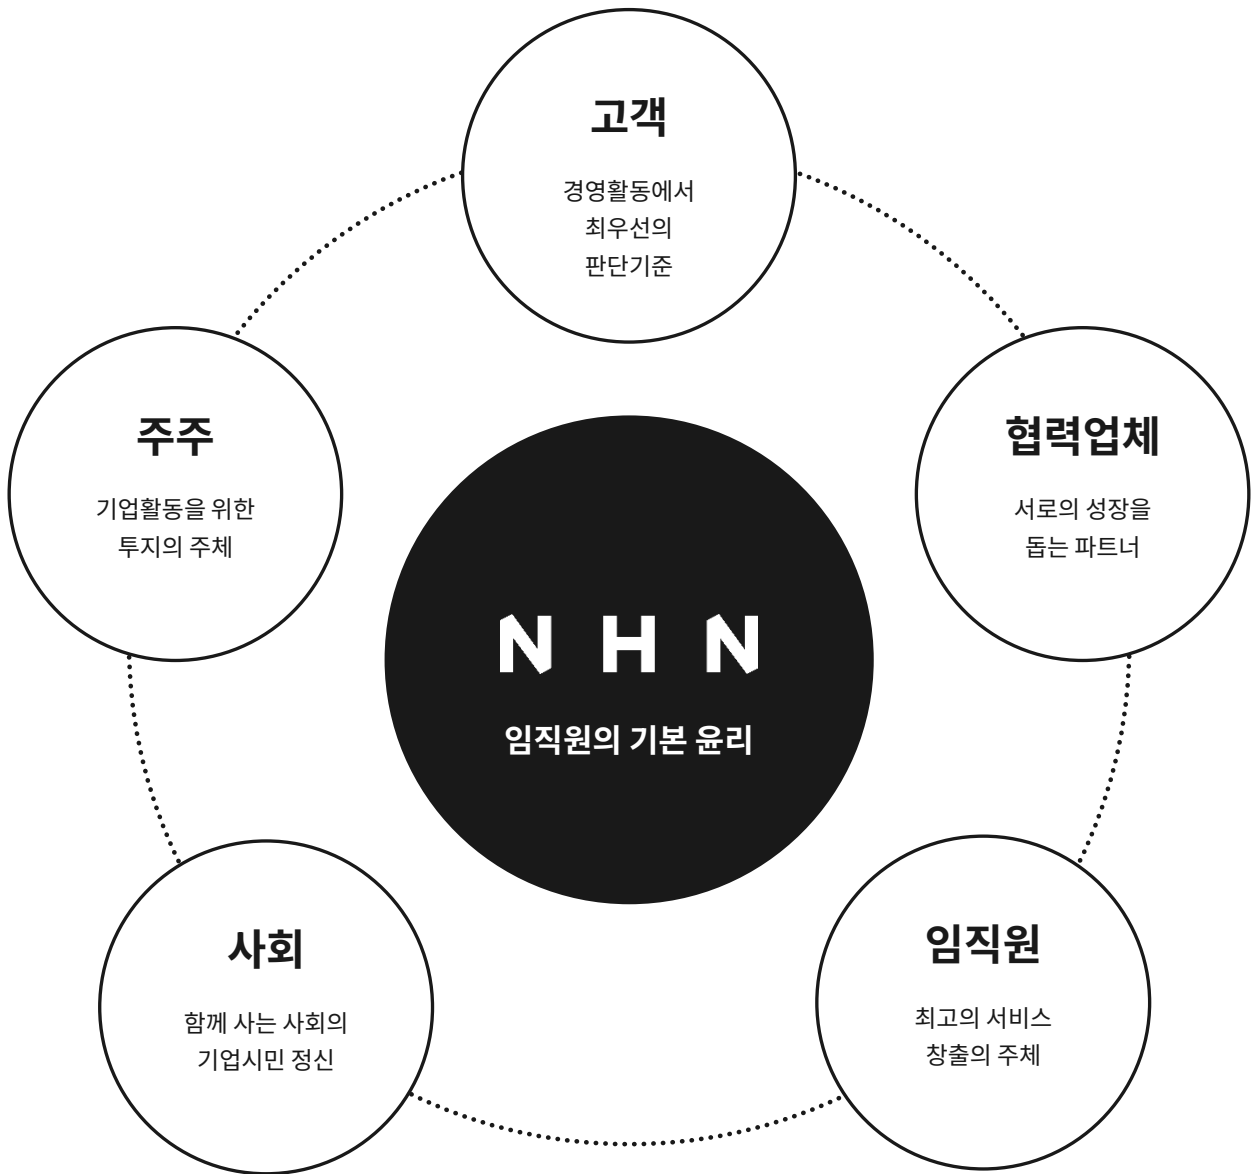 고객
경영활동에서
최우선의
판단기준
주주
기업활동을 위한
투지의 주체
협력업체
서로의 성장을
돕는 파트너
N H N
임직원의 기본 윤리
사회
함께 사는 사회의
기업시민 정신
임직원
최고의 서비스
창출의 주체